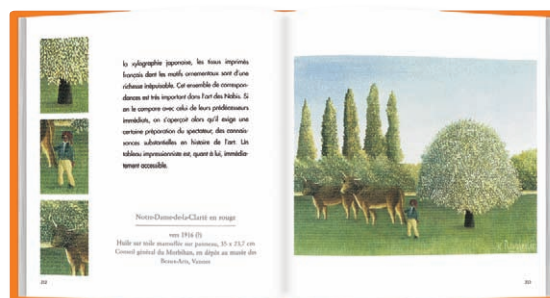 la xylographie japonaise, les tissus imprimés
français dont les motifs ornementaux sont d'une
richesse inépuisable. Cet ensemble de correspon-
dances est très important dans l'art des Nabis. Si
on le compare avec celui de leurs prédécesseurs
immédiats, on s'aperçoit alors qu'il exige une
certaine préparation du spectateur, des connais-
sances substantielles en histoire de l'art. Un
tableau impressionniste est, quant à lui, immédia-
tement accessible.
Notre-Dame-de-la-Clarté en rouge
vers 1916 (?)
Huile sur toile marouflée sur panneau, 35 x 23,7 cm
Conseil général du Morbihan, en dépôt au musée des
Beaux-Arts, Vannes